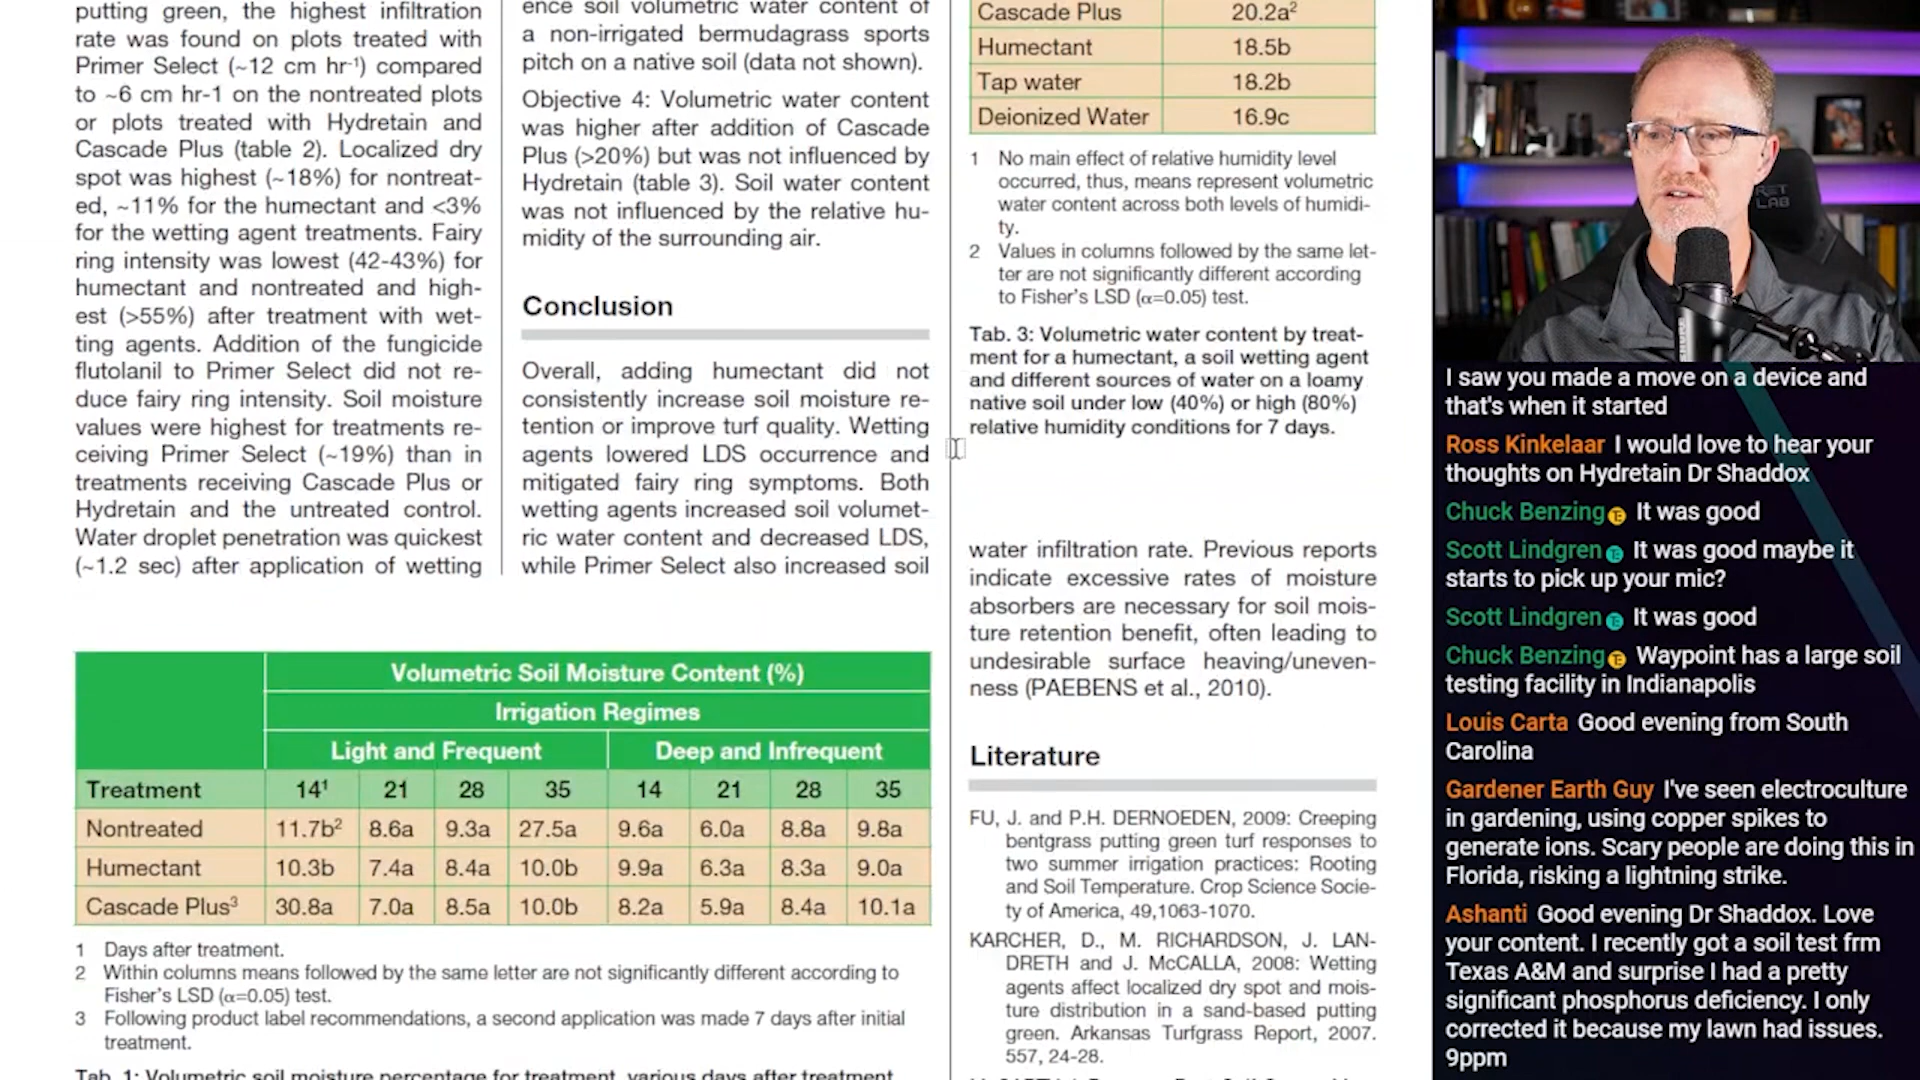 putting green, the highest infiltration
rate was found on plots treated with
Primer Select (~12 cm hr-¹) compared
to ~6 cm hr-1 on the nontreated plots
or plots treated with Hydretain and
Cascade Plus (table 2). Localized dry
spot was highest (~18%) for nontreat-
ed, ~11% for the humectant and <3%
for the wetting agent treatments. Fairy
ring intensity was lowest (42-43%) for
humectant and nontreated and high-
est (>55%) after treatment with wet-
ting agents. Addition of the fungicide
flutolanil to Primer Select did not re-
duce fairy ring intensity. Soil moisture
values were highest for treatments re-
ceiving Primer Select (~19%) than in
treatments receiving Cascade Plus or
Hydretain and the untreated control.
Water droplet penetration was quickest
(~1.2 sec) after application of wetting
ence soil volumetric water content of
a non-irrigated bermudagrass sports
pitch on a native soil (data not shown).
Objective 4: Volumetric water content
was higher after addition of Cascade
Plus (>20%) but was not influenced by
Hydretain (table 3). Soil water content
was not influenced by the relative hu-
midity of the surrounding air.
Conclusion
Overall, adding humectant did not
consistently increase soil moisture re-
tention or improve turf quality. Wetting
agents lowered LDS occurrence and
mitigated fairy ring symptoms. Both
wetting agents increased soil volumet-
ric water content and decreased LDS,
while Primer Select also increased soil
Cascade Plus 20.2a²
Humectant 18.5b
Tap water 18.2b
Deionized Water 16.9c
1 No main effect of relative humidity level
occurred, thus, means represent volumetric
water content across both levels of humidi-
ty.
2 Values in columns followed by the same let-
ter are not significantly different according
to Fisher's LSD (α=0.05) test.
Tab. 3: Volumetric water content by treat-
ment for a humectant, a soil wetting agent
and different sources of water on a loamy
native soil under low (40%) or high (80%)
relative humidity conditions for 7 days.
water infiltration rate. Previous reports
indicate excessive rates of moisture
absorbers are necessary for soil mois-
ture retention benefit, often leading to
undesirable surface heaving/uneven-
ness (PAEBENS et al., 2010).
Literature
FU, J. and P.H. DERNOEDEN, 2009: Creeping
bentgrass putting green turf responses to
two summer irrigation practices: Rooting
and Soil Temperature. Crop Science Socie-
ty of America, 49,1063-1070.
KARCHER, D., M. RICHARDSON, J. LAN-
DRETH and J. McCALLA, 2008: Wetting
agents affect localized dry spot and mois-
ture distribution in a sand-based putting
green. Arkansas Turfgrass Report, 2007.
557, 24-28.
Volumetric Soil Moisture Content (%)
Irrigation Regimes
Light and Frequent Deep and Infrequent
Treatment 14¹ 21 28 35 14 21 28 35
Nontreated 11.7b² 8.6a 9.3a 27.5a 9.6a 6.0a 8.8a 9.8a
Humectant 10.3b 7.4a 8.4a 10.0b 9.9a 6.3a 8.3a 9.0a
Cascade Plus³ 30.8a 7.0a 8.5a 10.0b 8.2a 5.9a 8.4a 10.1a
1 Days after treatment.
2 Within columns means followed by the same letter are not significantly different according to
Fisher's LSD (α=0.05) test.
3 Following product label recommendations, a second application was made 7 days after initial
treatment.
Tab. 1: Volumetric soil moisture percentage for treatment, various days after treatment
I saw you made a move on a device and
that's when it started
Ross Kinkelaar I would love to hear your
thoughts on Hydretain Dr Shaddox
Chuck Benzing It was good
Scott Lindgren It was good maybe it
starts to pick up your mic?
Scott Lindgren It was good
Chuck Benzing Waypoint has a large soil
testing facility in Indianapolis
Louis Carta Good evening from South
Carolina
Gardener Earth Guy I've seen electroculture
in gardening, using copper spikes to
generate ions. Scary people are doing this in
Florida, risking a lightning strike.
Ashanti Good evening Dr Shaddox. Love
your content. I recently got a soil test frm
Texas A&M and surprise I had a pretty
significant phosphorus deficiency. I only
corrected it because my lawn had issues.
9ppm